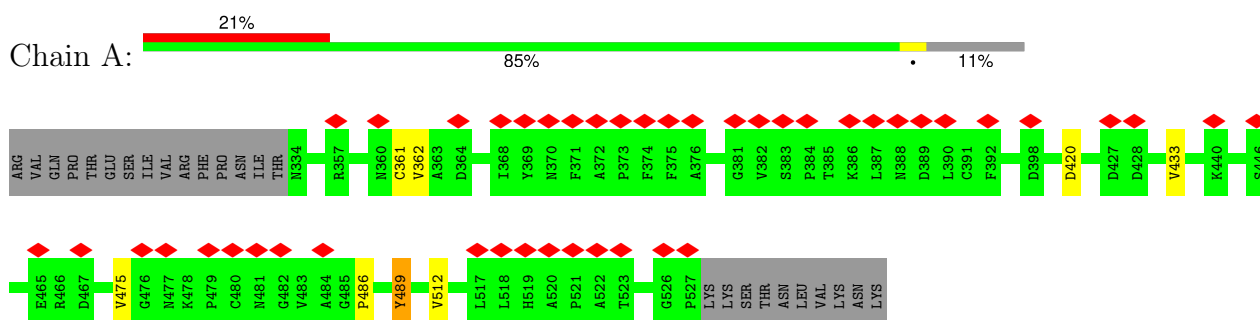 21%
Chain A:
85% • 11%
ARG VAL GLN PRO THR GLU SER ILE VAL ARG PHE PRO ASN ILE THR N334 R357 N360 C361 V362 A363 D364 I368 Y369 N370 F371 A372 P373 F374 F375 A376 G381 V382 S383 P384 T385 K386 L387 N388 D389 L390 C391 F392 D398 D420 D427 D428 V433 K440
E465 R466 D467 V475 G476 N477 K478 P479 C480 N481 G482 V483 A484 G485 P486 Y489 V512 L517 L518 H519 A520 P521 A522 T523 G526 P527 LYS LYS SER THR ASN LEU VAL LYS ASN LYS